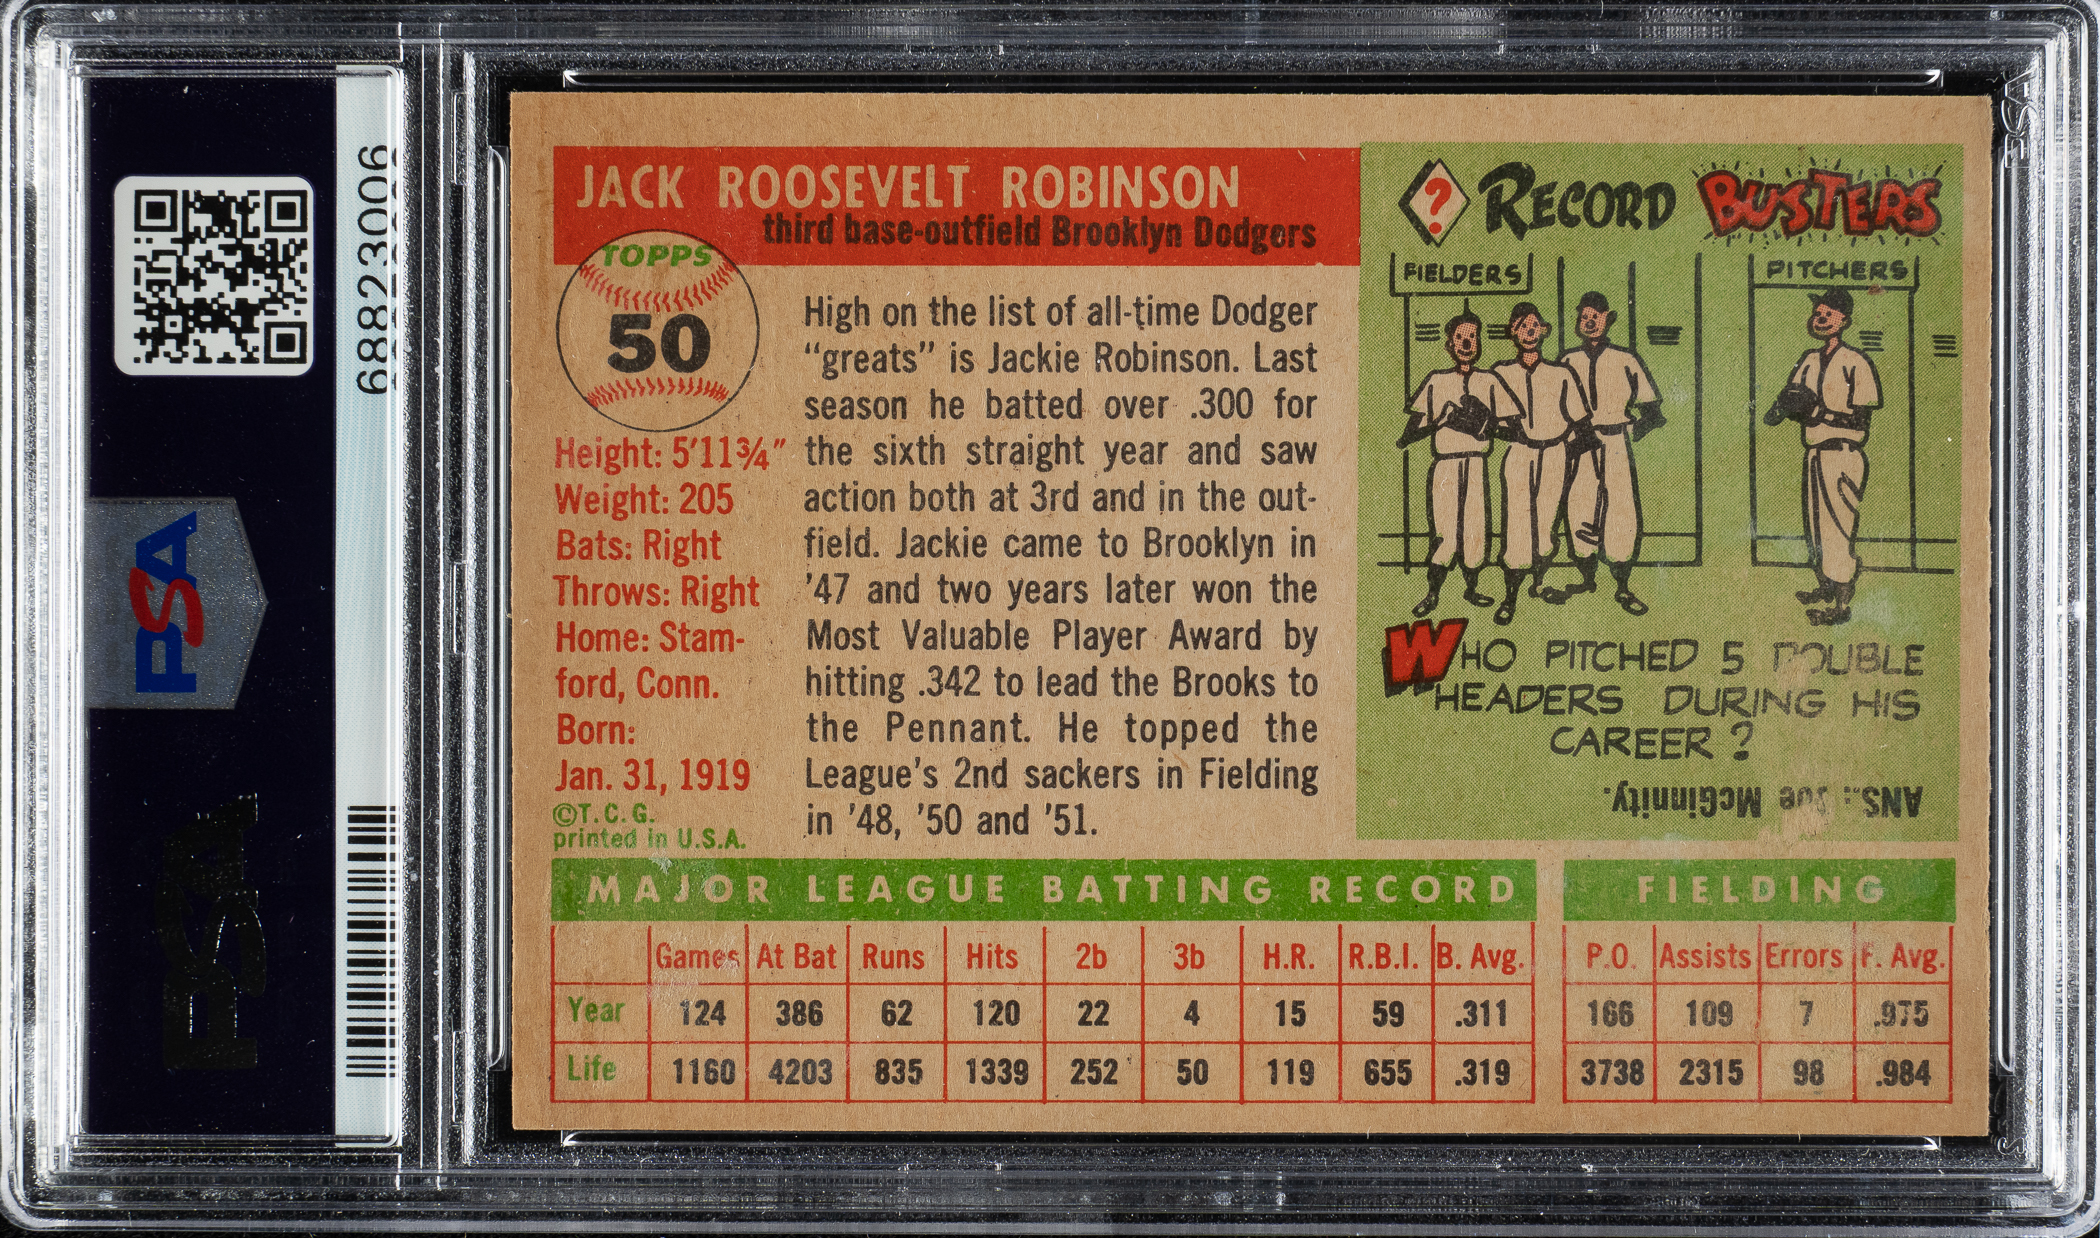 PSA
68823006
PSA
JACK ROOSEVELT ROBINSON
third base-outfield Brooklyn Dodgers
TOPPS
50
Height: 5'11¾"
Weight: 205
Bats: Right
Throws: Right
Home: Stam-
ford, Conn.
Born:
Jan. 31, 1919
©T.C.G.
printed in U.S.A.
High on the list of all-time Dodger
“greats” is Jackie Robinson. Last
season he batted over .300 for
the sixth straight year and saw
action both at 3rd and in the out-
field. Jackie came to Brooklyn in
'47 and two years later won the
Most Valuable Player Award by
hitting .342 to lead the Brooks to
the Pennant. He topped the
League's 2nd sackers in Fielding
in '48, '50 and '51.
? RECORD BUSTERS
FIELDERS
PITCHERS
WHO PITCHED 5 DOUBLE
HEADERS DURING HIS
CAREER?
ANS.: Joe McGinnity.
MAJOR LEAGUE BATTING RECORD
Games At Bat Runs Hits 2b 3b H.R. R.B.I. B. Avg.
Year 124 386 62 120 22 4 15 59 .311
Life 1160 4203 835 1339 252 50 119 655 .319
FIELDING
P.O. Assists Errors F. Avg.
166 109 7 .975
3738 2315 98 .984
PSA